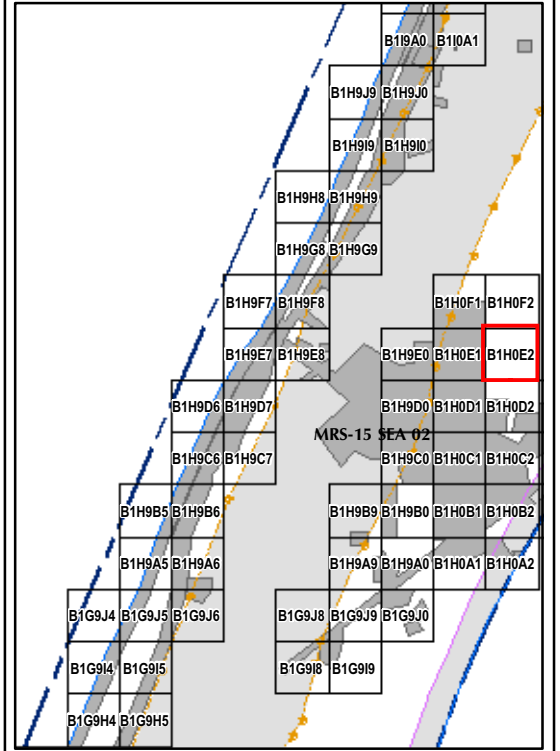 B1I9A0 B1I0A1
B1H9J9 B1H9J0
B1H9I9 B1H9I0
B1H9H8 B1H9H9
B1H9G8 B1H9G9
B1H9F7 B1H9F8 B1H0F1 B1H0F2
B1H9E7 B1H9E8 B1H9E0 B1H0E1 B1H0E2
B1H9D6 B1H9D7 B1H9D0 B1H0D1 B1H0D2
MRS-15 SEA 02
B1H9C6 B1H9C7 B1H9C0 B1H0C1 B1H0C2
B1H9B5 B1H9B6 B1H9B9 B1H9B0 B1H0B1 B1H0B2
B1H9A5 B1H9A6 B1H9A9 B1H9A0 B1H0A1 B1H0A2
B1G9J4 B1G9J5 B1G9J6 B1G9J8 B1G9J9 B1G9J0
B1G9I4 B1G9I5 B1G9I8 B1G9I9
B1G9H4 B1G9H5